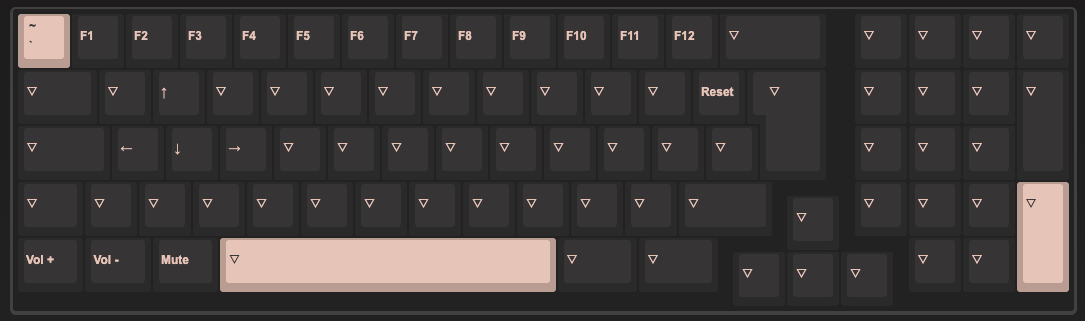 ~
` F1 F2 F3 F4 F5 F6 F7 F8 F9 F10 F11 F12 ▽ ▽ ▽ ▽ ▽
▽ ▽ ↑ ▽ ▽ ▽ ▽ ▽ ▽ ▽ ▽ ▽ Reset ▽ ▽ ▽ ▽ ▽
▽ ← ↓ → ▽ ▽ ▽ ▽ ▽ ▽ ▽ ▽ ▽ ▽ ▽ ▽
▽ ▽ ▽ ▽ ▽ ▽ ▽ ▽ ▽ ▽ ▽ ▽ ▽ ▽ ▽ ▽ ▽ ▽
Vol + Vol - Mute ▽ ▽ ▽ ▽ ▽ ▽ ▽ ▽